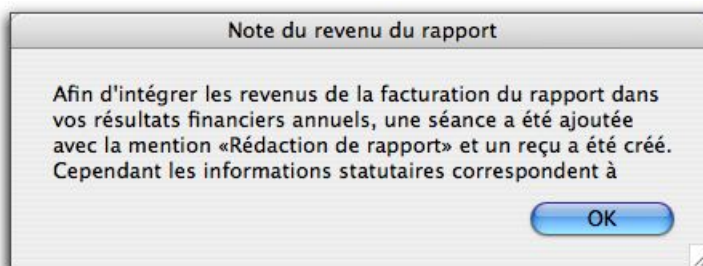 Note du revenu du rapport
Afin d'intégrer les revenus de la facturation du rapport dans
vos résultats financiers annuels, une séance a été ajoutée
avec la mention «Rédaction de rapport» et un reçu a été créé.
Cependant les informations statutaires correspondent à
OK